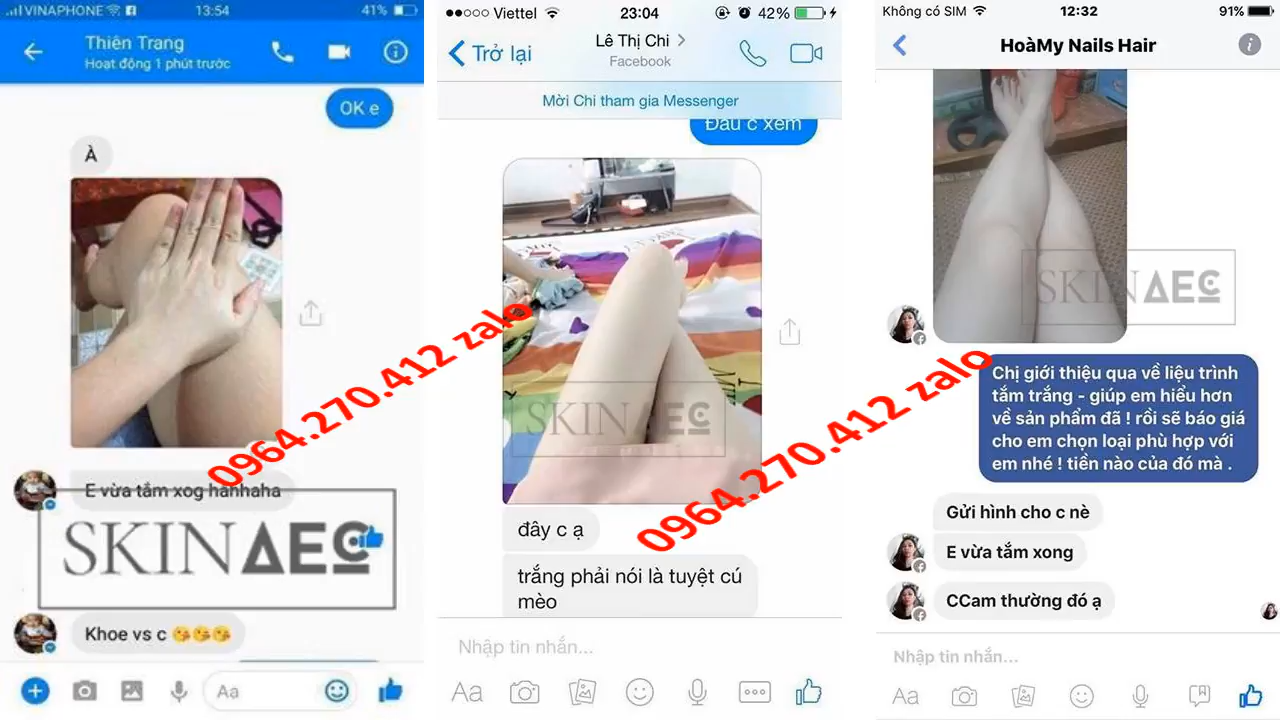 VINAPHONE
13:54
41%
Thiên Trang
Hoạt động 1 phút trước
OK e
À
E vừa tắm xog hahhaha
SKINAEC
Khoe vs c 😘😘😘
Aa
Viettel
23:04
42%
Trở lại
Lê Thị Chi
Facebook
Mời Chi tham gia Messenger
Đâu c xem
SKINAEC
đây c ạ
trắng phải nói là tuyệt cú
mèo
Nhập tin nhắn...
Aa
Không có SIM
12:32
91%
HoàMy Nails Hair
SKINAEC
Chị giới thiệu qua về liệu trình
tắm trắng - giúp em hiểu hơn
về sản phẩm đã ! rồi sẽ báo giá
cho em chọn loại phù hợp với
em nhé ! tiền nào của đó mà .
Gửi hình cho c nè
E vừa tắm xong
CCam thường đó ạ
Nhập tin nhắn...
Aa
0964.270.412 zalo
0964.270.412 zalo